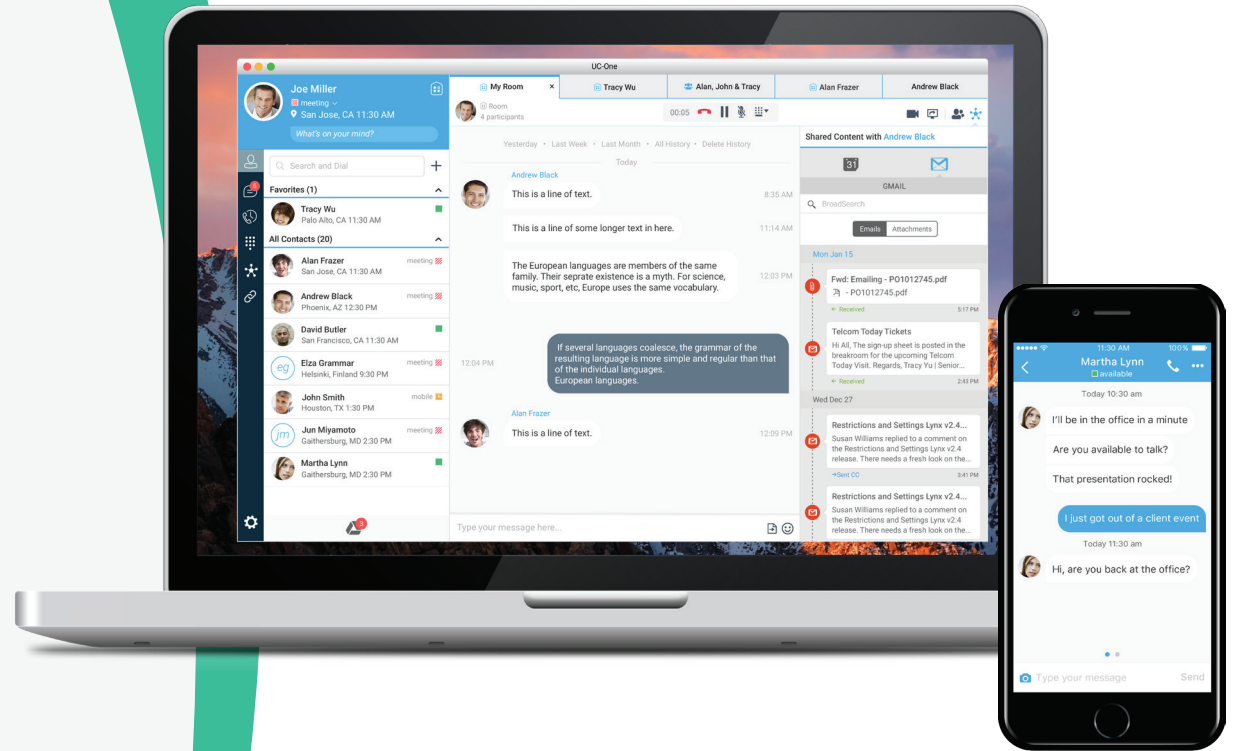 UC-One
Joe Miller
meeting
San Jose, CA 11:30 AM
What's on your mind?
Search and Dial
Favorites (1)
Tracy Wu
Palo Alto, CA 11:30 AM
All Contacts (20)
Alan Frazer
meeting
San Jose, CA 11:30 AM
Andrew Black
meeting
Phoenix, AZ 12:30 PM
David Butler
San Francisco, CA 11:30 AM
eg
Elza Grammar
meeting
Helsinki, Finland 9:30 PM
John Smith
mobile
Houston, TX 1:30 PM
jm
Jun Miyamoto
meeting
Gaithersburg, MD 2:30 PM
Martha Lynn
Gaithersburg, MD 2:30 PM
5
3
My Room ×
Tracy Wu
Alan, John & Tracy
Alan Frazer
Andrew Black
Room
4 participants
00:05
Yesterday • Last Week • Last Month • All History • Delete History
Today
Andrew Black
This is a line of text.
8:35 AM
This is a line of some longer text in here.
11:14 AM
The European languages are members of the same
family. Their seprate existence is a myth. For science,
music, sport, etc, Europe uses the same vocabulary.
12:03 PM
12:04 PM
If several languages coalesce, the grammar of the
resulting language is more simple and regular than that
of the individual languages.
European languages.
Alan Frazer
This is a line of text.
12:09 PM
Type your message here...
Shared Content with Andrew Black
31
GMAIL
BroadSearch
Emails
Attachments
Mon Jan 15
Fwd: Emailing - PO1012745.pdf
- PO1012745.pdf
Received
5:17 PM
Telcom Today Tickets
Hi All, The sign-up sheet is posted in the
breakroom for the upcoming Telcom
Today Visit. Regards, Tracy Yu | Senior...
Received
2:43 PM
Wed Dec 27
Restrictions and Settings Lynx v2.4...
Susan Williams replied to a comment on
the Restrictions and Settings Lynx v2.4
release. There needs a fresh look on the...
Sent CC
3:41 PM
Restrictions and Settings Lynx v2.4...
Susan Williams replied to a comment on
the Restrictions and Settings Lynx v2.4
release. There needs a fresh look on the...
11:30 AM
100%
Martha Lynn
available
Today 10:30 am
I'll be in the office in a minute
Are you available to talk?
That presentation rocked!
I just got out of a client event
Today 11:30 am
Hi, are you back at the office?
Type your message
Send